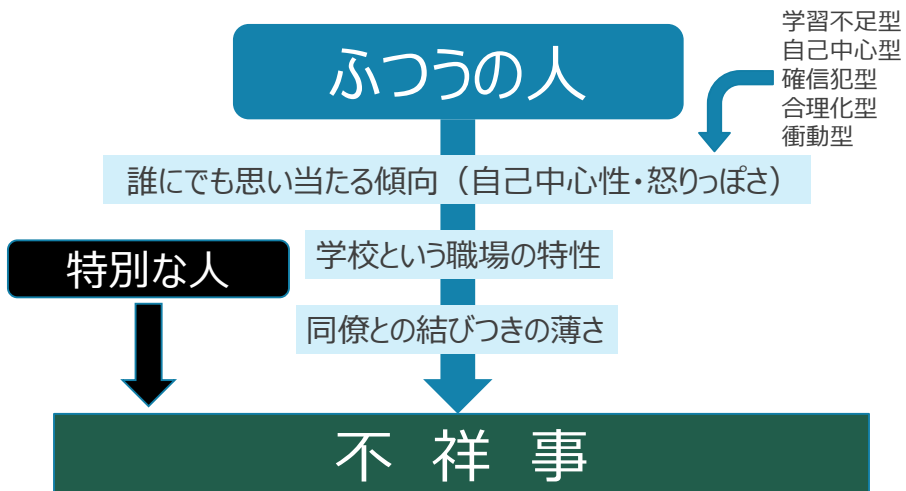 学習不足型
自己中心型
確信犯型
合理化型
衝動型
ふつうの人
誰にでも思い当たる傾向（自己中心性・怒りっぽさ）
学校という職場の特性
特別な人
同僚との結びつきの薄さ
不 祥 事